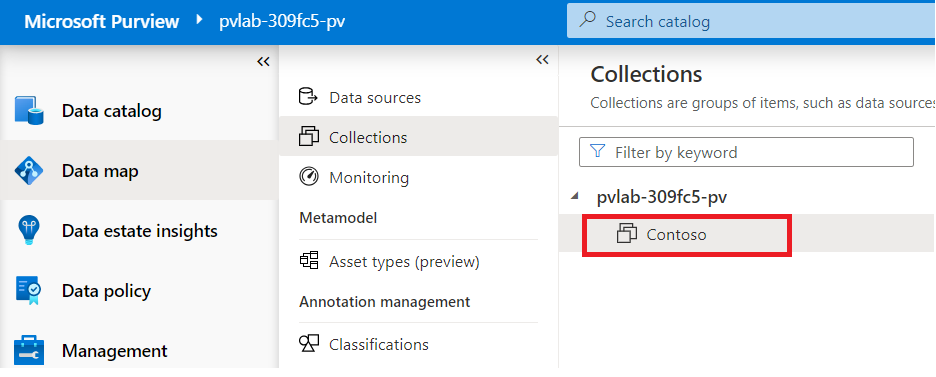 Microsoft Purview pvlab-309fc5-pv
Search catalog
Data catalog
Data map
Data estate insights
Data policy
Management
Data sources
Collections
Monitoring
Metamodel
Asset types (preview)
Annotation management
Classifications
Collections
Collections are groups of items, such as data sources
Filter by keyword
pvlab-309fc5-pv
Contoso